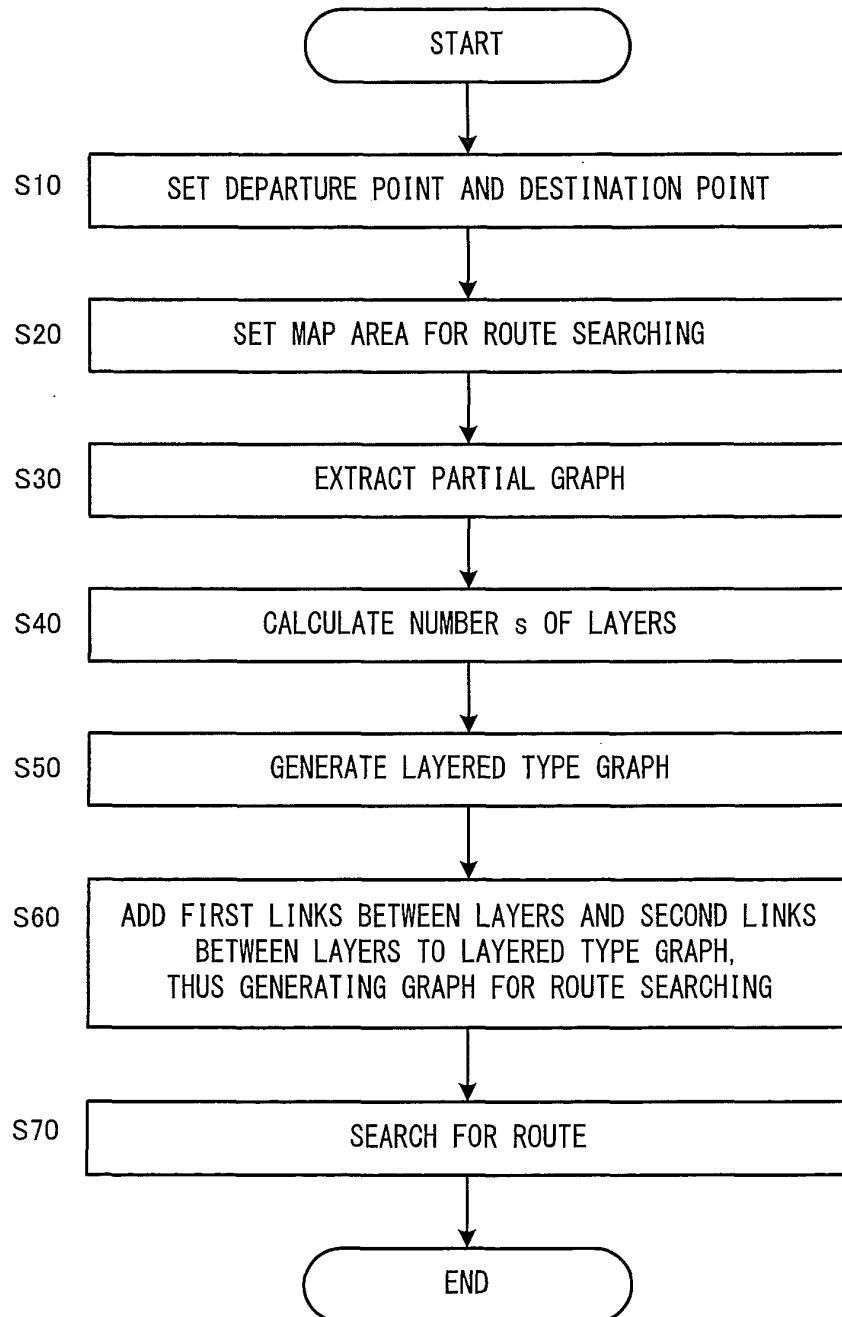 START
S10
SET DEPARTURE POINT AND DESTINATION POINT
S20
SET MAP AREA FOR ROUTE SEARCHING
S30
EXTRACT PARTIAL GRAPH
S40
CALCULATE NUMBER s OF LAYERS
S50
GENERATE LAYERED TYPE GRAPH
S60
ADD FIRST LINKS BETWEEN LAYERS AND SECOND LINKS
BETWEEN LAYERS TO LAYERED TYPE GRAPH,
THUS GENERATING GRAPH FOR ROUTE SEARCHING
S70
SEARCH FOR ROUTE
END